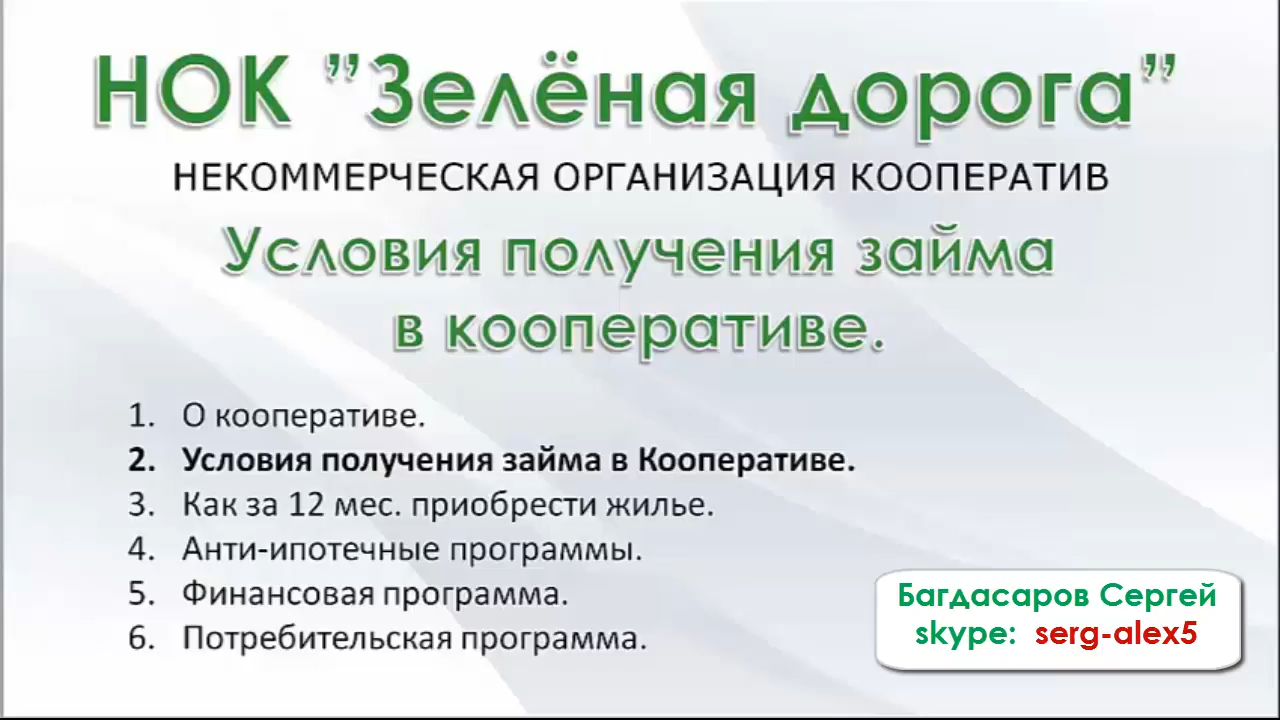 НОК "Зелёная дорога"
НЕКОММЕРЧЕСКАЯ ОРГАНИЗАЦИЯ КООПЕРАТИВ
Условия получения займа
в кооперативе.
1. О кооперативе.
2. Условия получения займа в Кооперативе.
3. Как за 12 мес. приобрести жилье.
4. Анти-ипотечные программы.
5. Финансовая программа.
6. Потребительская программа.
Багдасаров Сергей
skype: serg-alex5